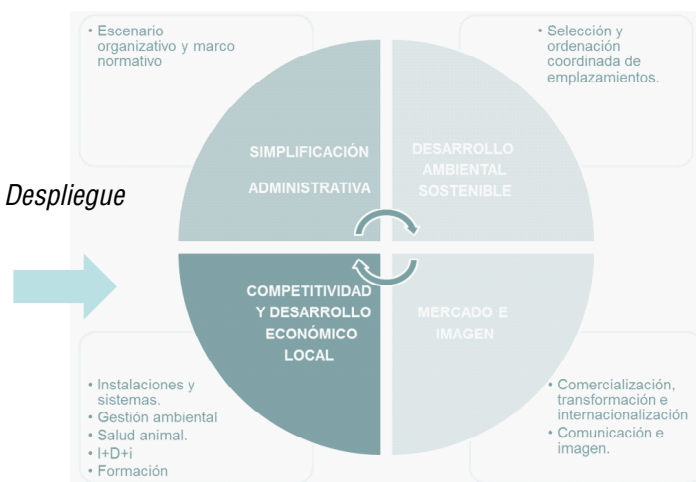 • Escenario
organizativo y marco
normativo
• Selección y
ordenación
coordinada de
emplazamientos.
SIMPLIFICACIÓN
ADMINISTRATIVA
DESARROLLO
AMBIENTAL
SOSTENIBLE
Despliegue
COMPETITIVIDAD
Y DESARROLLO
ECONÓMICO
LOCAL
MERCADO E
IMAGEN
• Instalaciones y
sistemas.
• Gestión ambiental
• Salud animal.
• I+D+i
• Formación
• Comercialización,
transformación e
internacionalización
• Comunicación e
imagen.